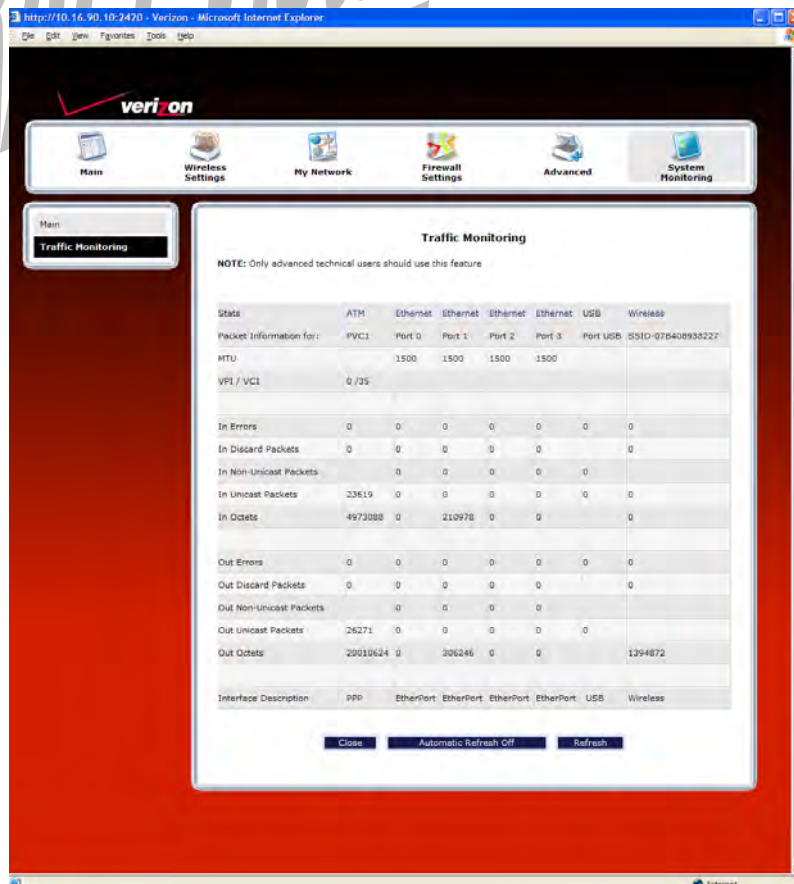 http://10.16.90.10:2420 - Verizon - Microsoft Internet Explorer
File Edit View Favorites Tools Help
verizon
Main
Wireless Settings
My Network
Firewall Settings
Advanced
System Monitoring
Main
Traffic Monitoring
Traffic Monitoring
NOTE: Only advanced technical users should use this feature
Stats ATM Ethernet Ethernet Ethernet Ethernet USB Wireless
Packet Information for: PVC1 Port 0 Port 1 Port 2 Port 3 Port USB SSID-07B408938227
MTU 1500 1500 1500 1500
VPI / VCI 0 /35
In Errors 0 0 0 0 0 0 0
In Discard Packets 0 0 0 0 0 0
In Non-Unicast Packets 0 0 0 0 0
In Unicast Packets 23619 0 0 0 0 0 0
In Octets 4973088 0 210978 0 0 0
Out Errors 0 0 0 0 0 0 0
Out Discard Packets 0 0 0 0 0 0
Out Non-Unicast Packets 0 0 0 0
Out Unicast Packets 26271 0 0 0 0 0
Out Octets 20010624 0 306246 0 0 1394872
Interface Description PPP EtherPort EtherPort EtherPort EtherPort USB Wireless
Close Automatic Refresh Off Refresh
Internet